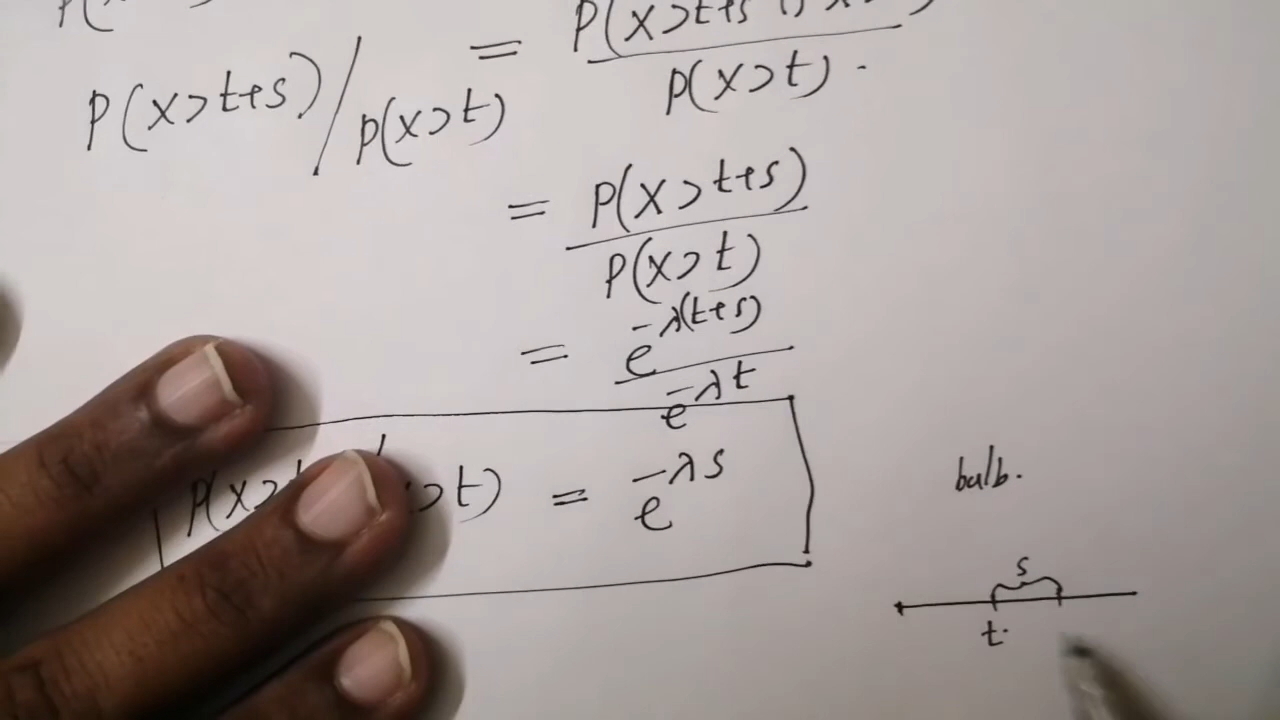 P(X>t+s)/P(X>t) = P(X>t+s
P(X>t).
= P(X>t+s)
P(X>t)
= e^{-λ(t+s)}
e^{-λt}
P(X> >t) = e^{-λs}
bulb.
s
t.